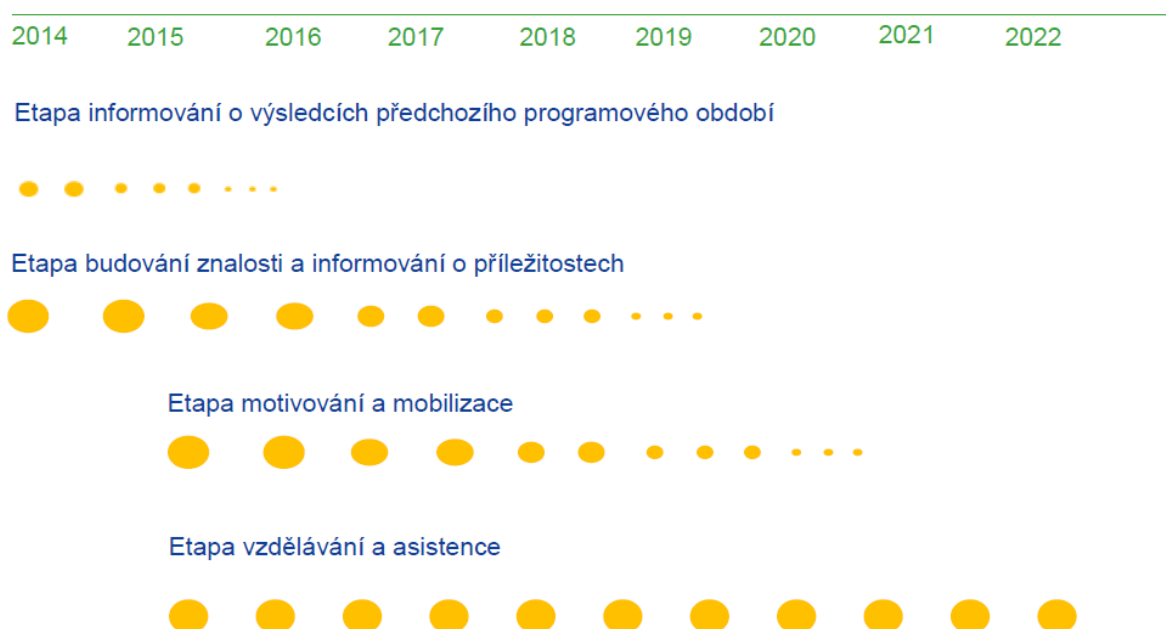 2014 2015 2016 2017 2018 2019 2020 2021 2022
Etapa informování o výsledcích předchozího programového období
Etapa budování znalosti a informování o příležitostech
Etapa motivování a mobilizace
Etapa vzdělávání a asistence